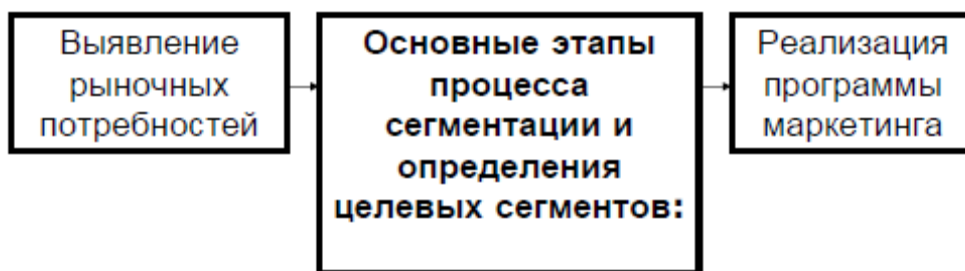 Выявление
рыночных
потребностей
Основные этапы
процесса
сегментации и
определения
целевых сегментов:
Реализация
программы
маркетинга